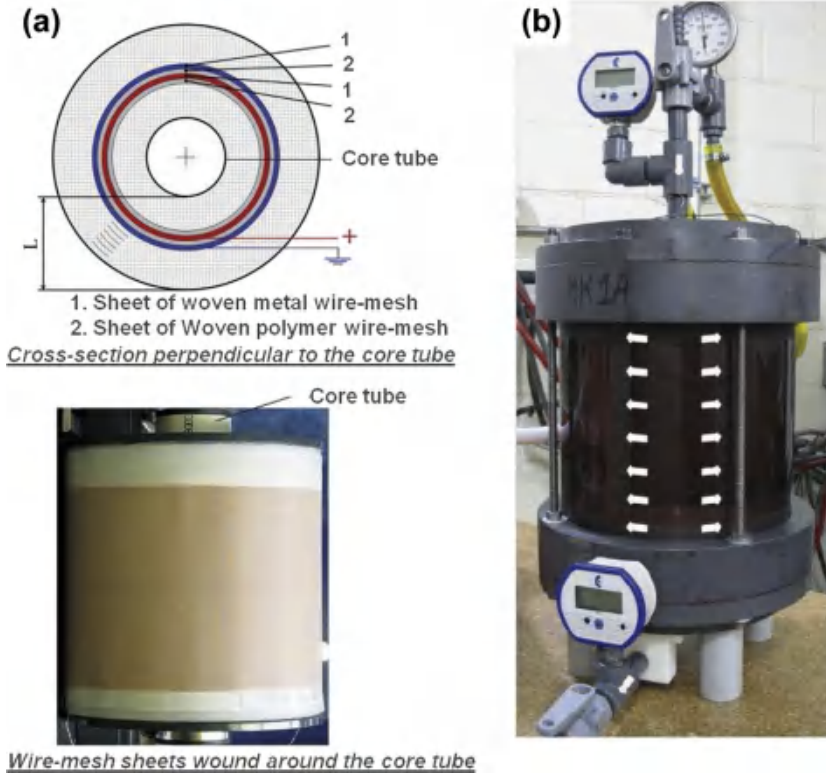 (a)
1
2
1
2
Core tube
L
+
1. Sheet of woven metal wire-mesh
2. Sheet of Woven polymer wire-mesh
Cross-section perpendicular to the core tube
Core tube
Wire-mesh sheets wound around the core tube
(b)
MK1A